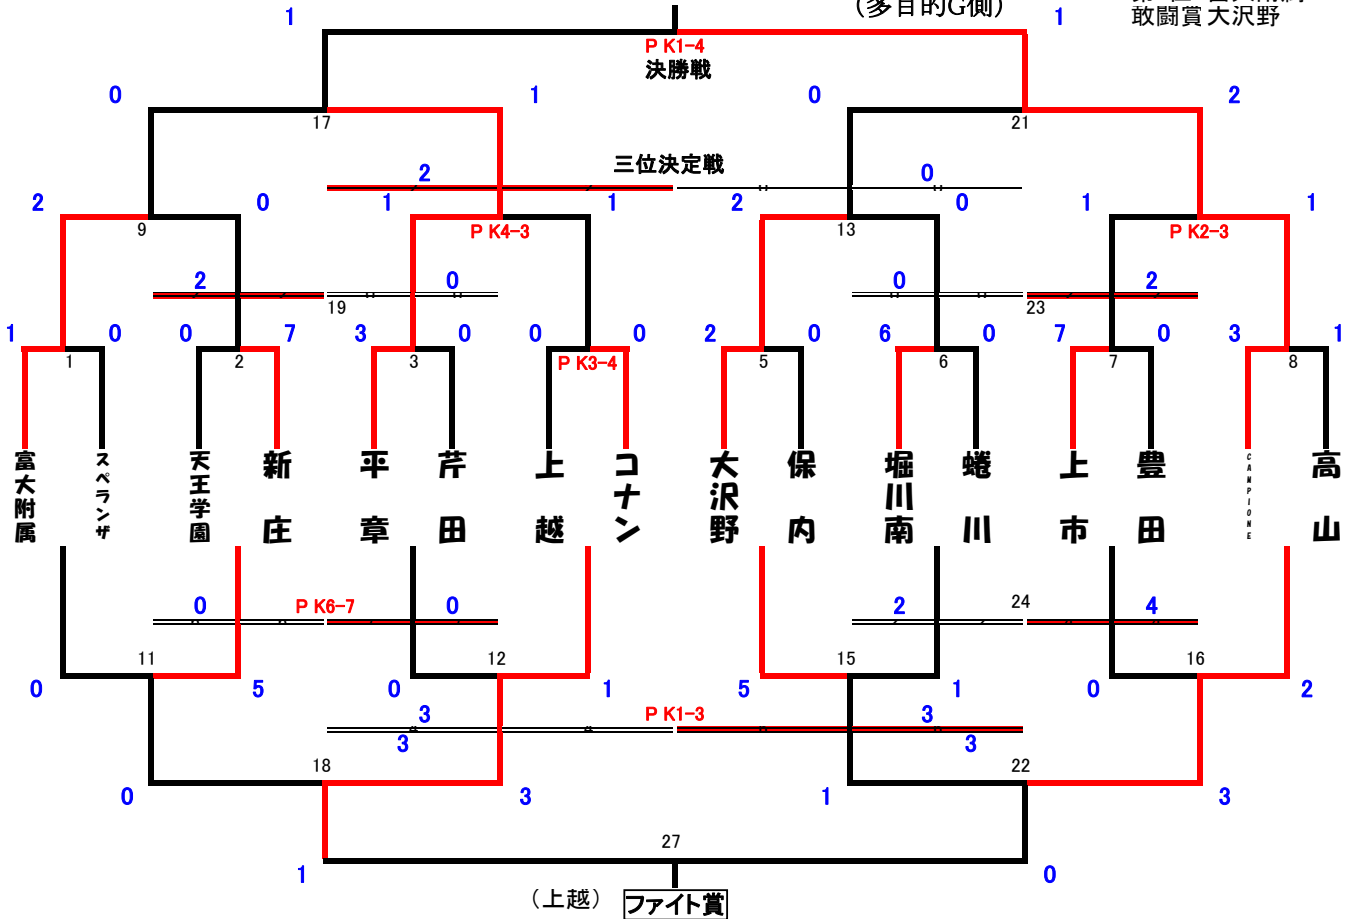 (多目的G側)
敢闘賞 大沢野
1
1
P K1-4
決勝戦
0
1
0
2
17
21
三位決定戦
2
0
2
0
1
1
2
0
1
1
9
P K4-3
13
P K2-3
2
0
0
2
19
23
1
0
0
7
3
0
0
0
2
0
6
0
7
0
3
1
1
2
3
P K3-4
5
6
7
8
富大附属
スペランザ
天王学園
新庄
平章
芹田
上越
コナン
大沢野
保内
堀川南
蜷川
上市
豊田
CAMPIONE
高山
0
P K6-7
0
2
24
4
11
12
15
16
0
5
0
1
5
1
0
2
3
P K1-3
3
3
3
18
22
0
3
1
3
27
1
0
(上越)
ファイト賞